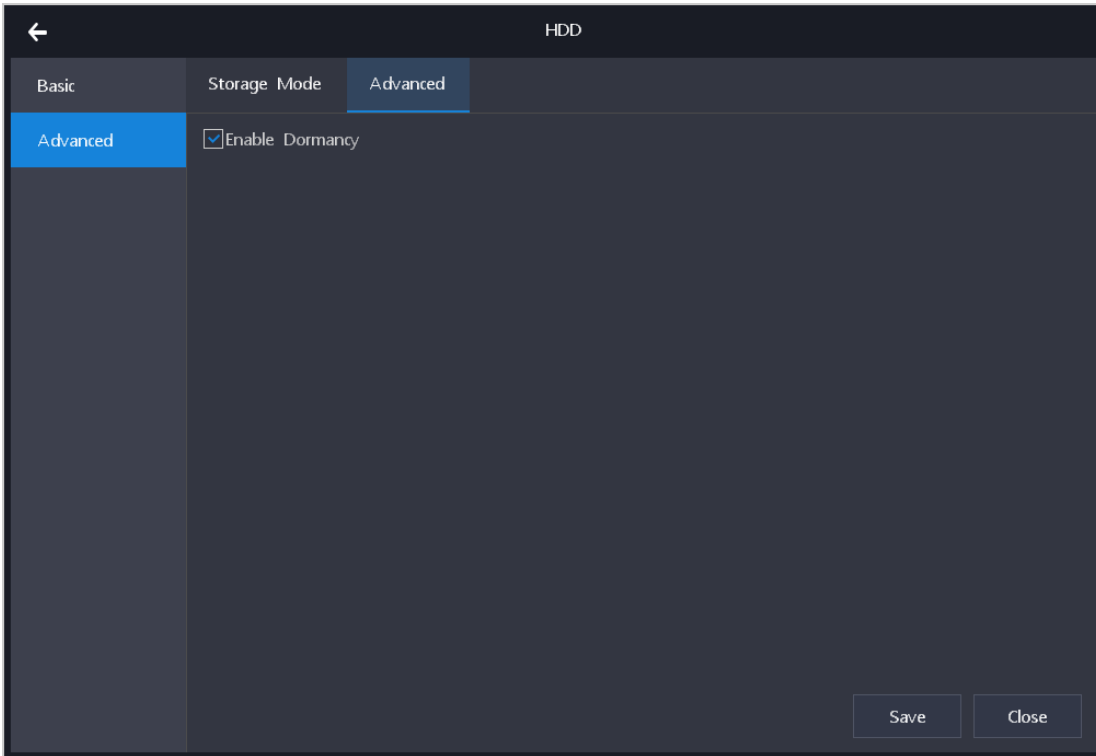 HDD
Basic
Storage Mode
Advanced
Advanced
Enable Dormancy
Save
Close